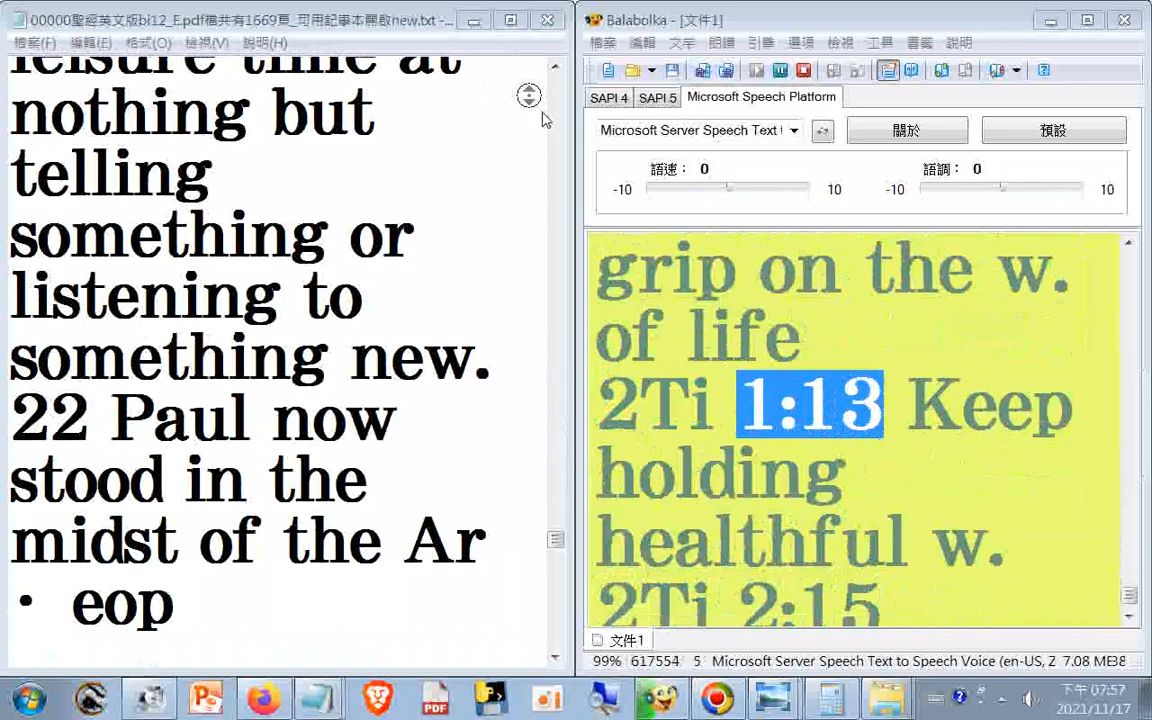 00000聖經英文版bi12_E.pdf檔共有1669頁_可用記事本開啟new.txt -...
檔案(F) 編輯(E) 格式(O) 檢視(V) 說明(H)
leisure time at
nothing but
telling
something or
listening to
something new.
22 Paul now
stood in the
midst of the Ar
· eop
Balabolka - [文件1]
檔案 編輯 文字 朗讀 引擎 選項 檢視 工具 書籤 說明
SAPI 4 SAPI 5 Microsoft Speech Platform
Microsoft Server Speech Text 關於 預設
語速： 0 語調： 0
-10 10 -10 10
grip on the w.
of life
2Ti 1:13 Keep
holding
healthful w.
2Ti 2:15
文件1
99% 617554 5 Microsoft Server Speech Text to Speech Voice (en-US, Z 7.08 MB
PDF
下午 07:57
2021/11/17